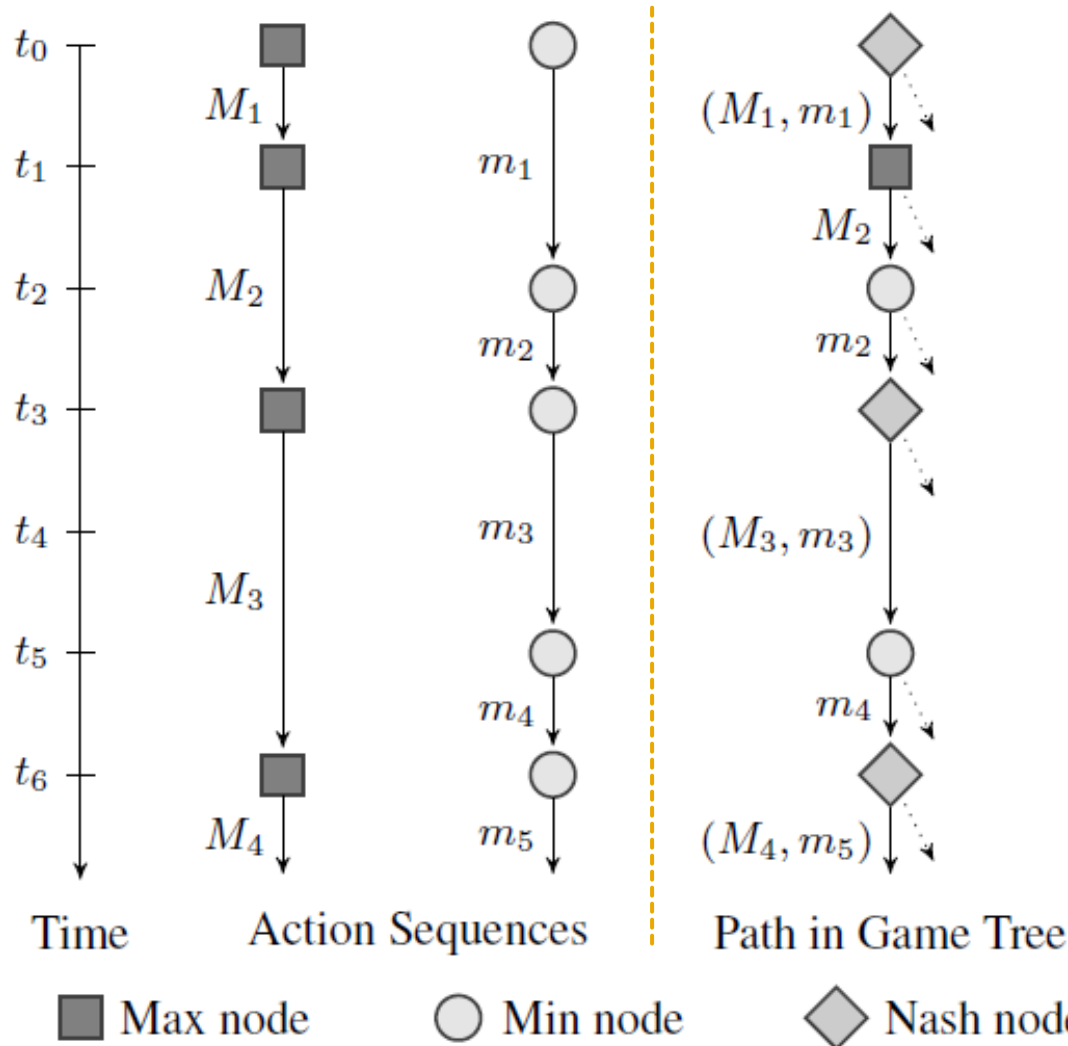 t0
M1
(M1, m1)
t1
m1
M2
t2
M2
m2
m2
t3
t4
m3
(M3, m3)
M3
t5
m4
m4
t6
M4
m5
(M4, m5)
Time
Action Sequences
Path in Game Tree
Max node
Min node
Nash node